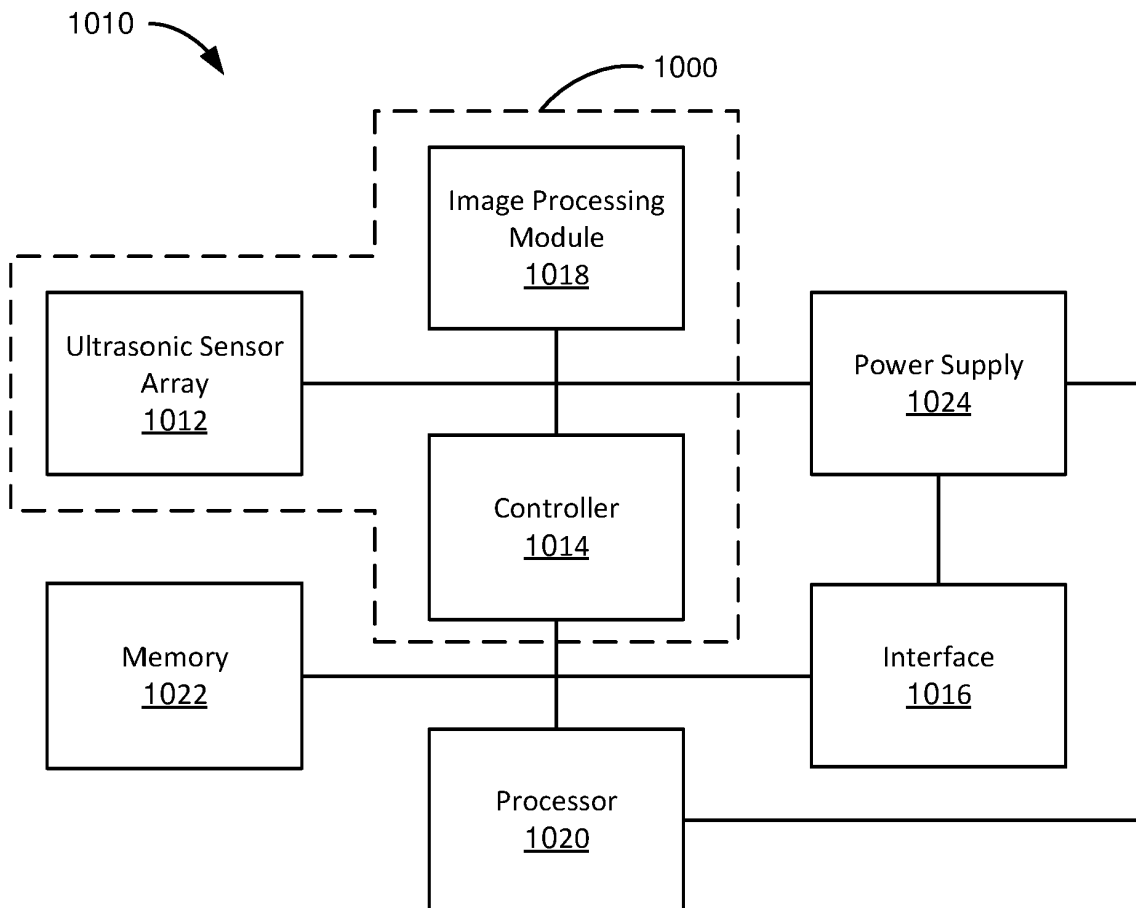 1010
1000
Image Processing
Module
1018
Ultrasonic Sensor
Array
1012
Power Supply
1024
Controller
1014
Memory
1022
Interface
1016
Processor
1020